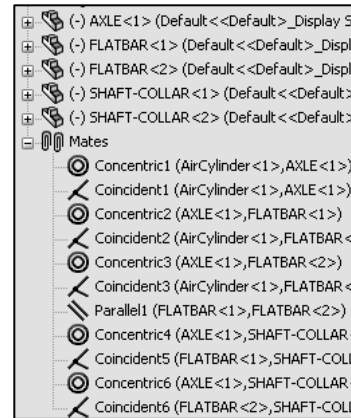 (-) AXLE<1> (Default<<Default>_Display S
(-) FLATBAR<1> (Default<<Default>_Displ
(-) FLATBAR<2> (Default<<Default>_Displ
(-) SHAFT-COLLAR<1> (Default<<Default>
(-) SHAFT-COLLAR<2> (Default<<Default>
Mates
Concentric1 (AirCylinder<1>,AXLE<1>)
Coincident1 (AirCylinder<1>,AXLE<1>)
Concentric2 (AXLE<1>,FLATBAR<1>)
Coincident2 (AirCylinder<1>,FLATBAR<
Concentric3 (AXLE<1>,FLATBAR<2>)
Coincident3 (AirCylinder<1>,FLATBAR<
Parallel1 (FLATBAR<1>,FLATBAR<2>)
Concentric4 (AXLE<1>,SHAFT-COLLAR<
Coincident5 (FLATBAR<1>,SHAFT-COLL
Concentric6 (AXLE<1>,SHAFT-COLLAR<
Coincident6 (FLATBAR<2>,SHAFT-COLL